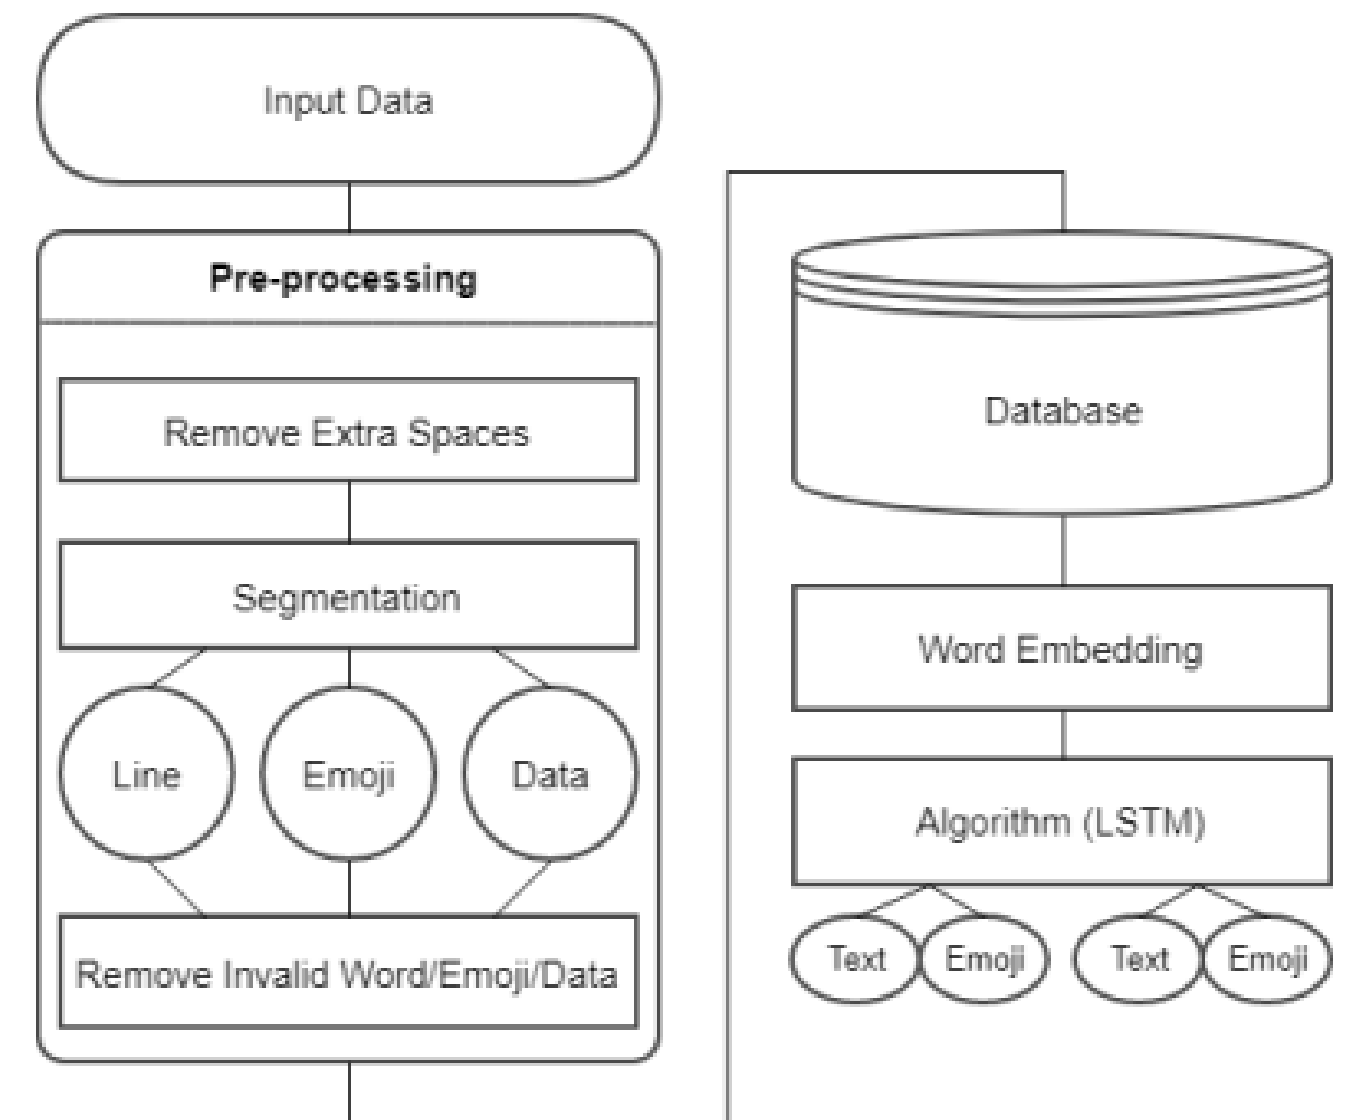 Input Data
Pre-processing
Remove Extra Spaces
Segmentation
Line
Emoji
Data
Remove Invalid Word/Emoji/Data
Database
Word Embedding
Algorithm (LSTM)
Text
Emoji
Text
Emoji